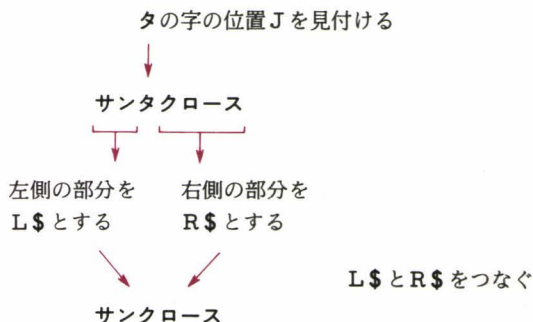 タの字の位置Jを見付ける
サンタクロース
左側の部分を
L$とする
右側の部分を
R$とする
L$とR$をつなぐ
サンクロース